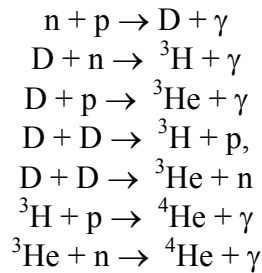 n + p → D + γ
D + n → ³H + γ
D + p → ³He + γ
D + D → ³H + p,
D + D → ³He + n
³H + p → ⁴He + γ
³He + n → ⁴He + γ